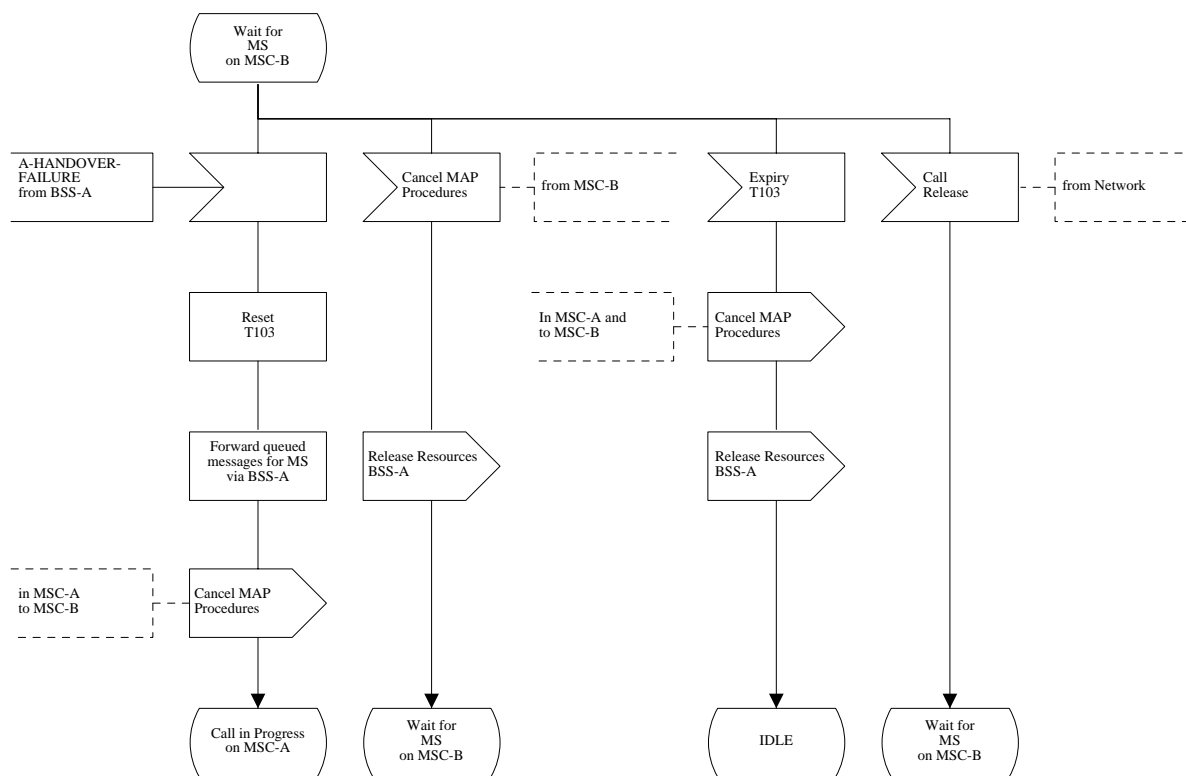 Wait for
MS
on MSC-B
A-HANDOVER-
FAILURE
from BSS-A
Cancel MAP
Procedures
from MSC-B
Expiry
T103
Call
Release
from Network
Reset
T103
In MSC-A and
to MSC-B
Cancel MAP
Procedures
Forward queued
messages for MS
via BSS-A
Release Resources
BSS-A
Release Resources
BSS-A
in MSC-A
to MSC-B
Cancel MAP
Procedures
Call in Progress
on MSC-A
Wait for
MS
on MSC-B
IDLE
Wait for
MS
on MSC-B